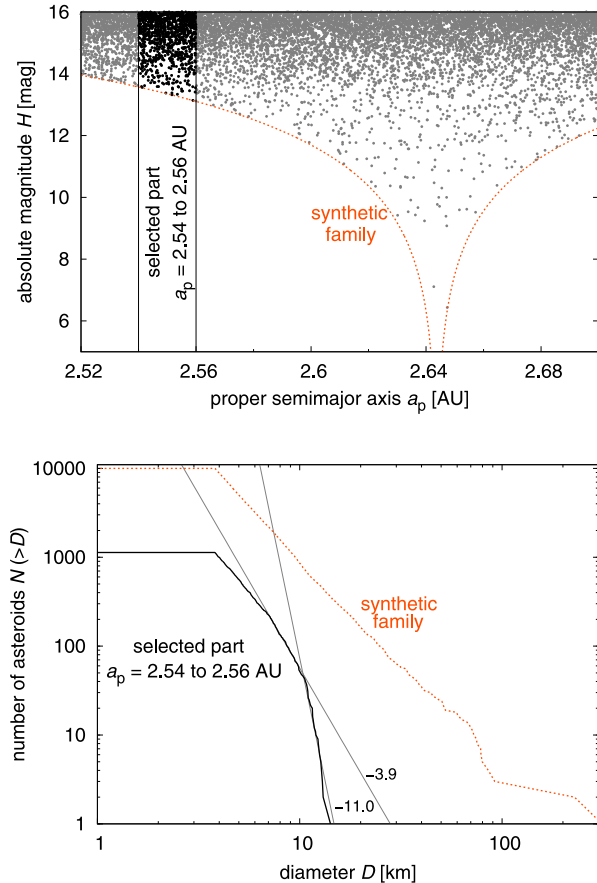 absolute magnitude H [mag]
16
14
12
10
8
6
selected part
a_p = 2.54 to 2.56 AU
synthetic
family
2.52
2.56
2.6
2.64
2.68
proper semimajor axis a_p [AU]
number of asteroids N (>D)
10000
1000
100
10
1
synthetic
family
selected part
a_p = 2.54 to 2.56 AU
−3.9
−11.0
1
10
100
diameter D [km]